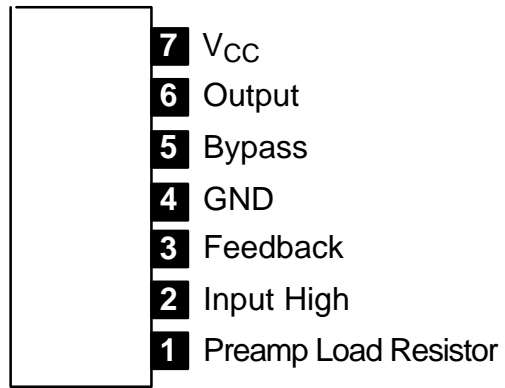 7 VCC
6 Output
5 Bypass
4 GND
3 Feedback
2 Input High
1 Preamp Load Resistor